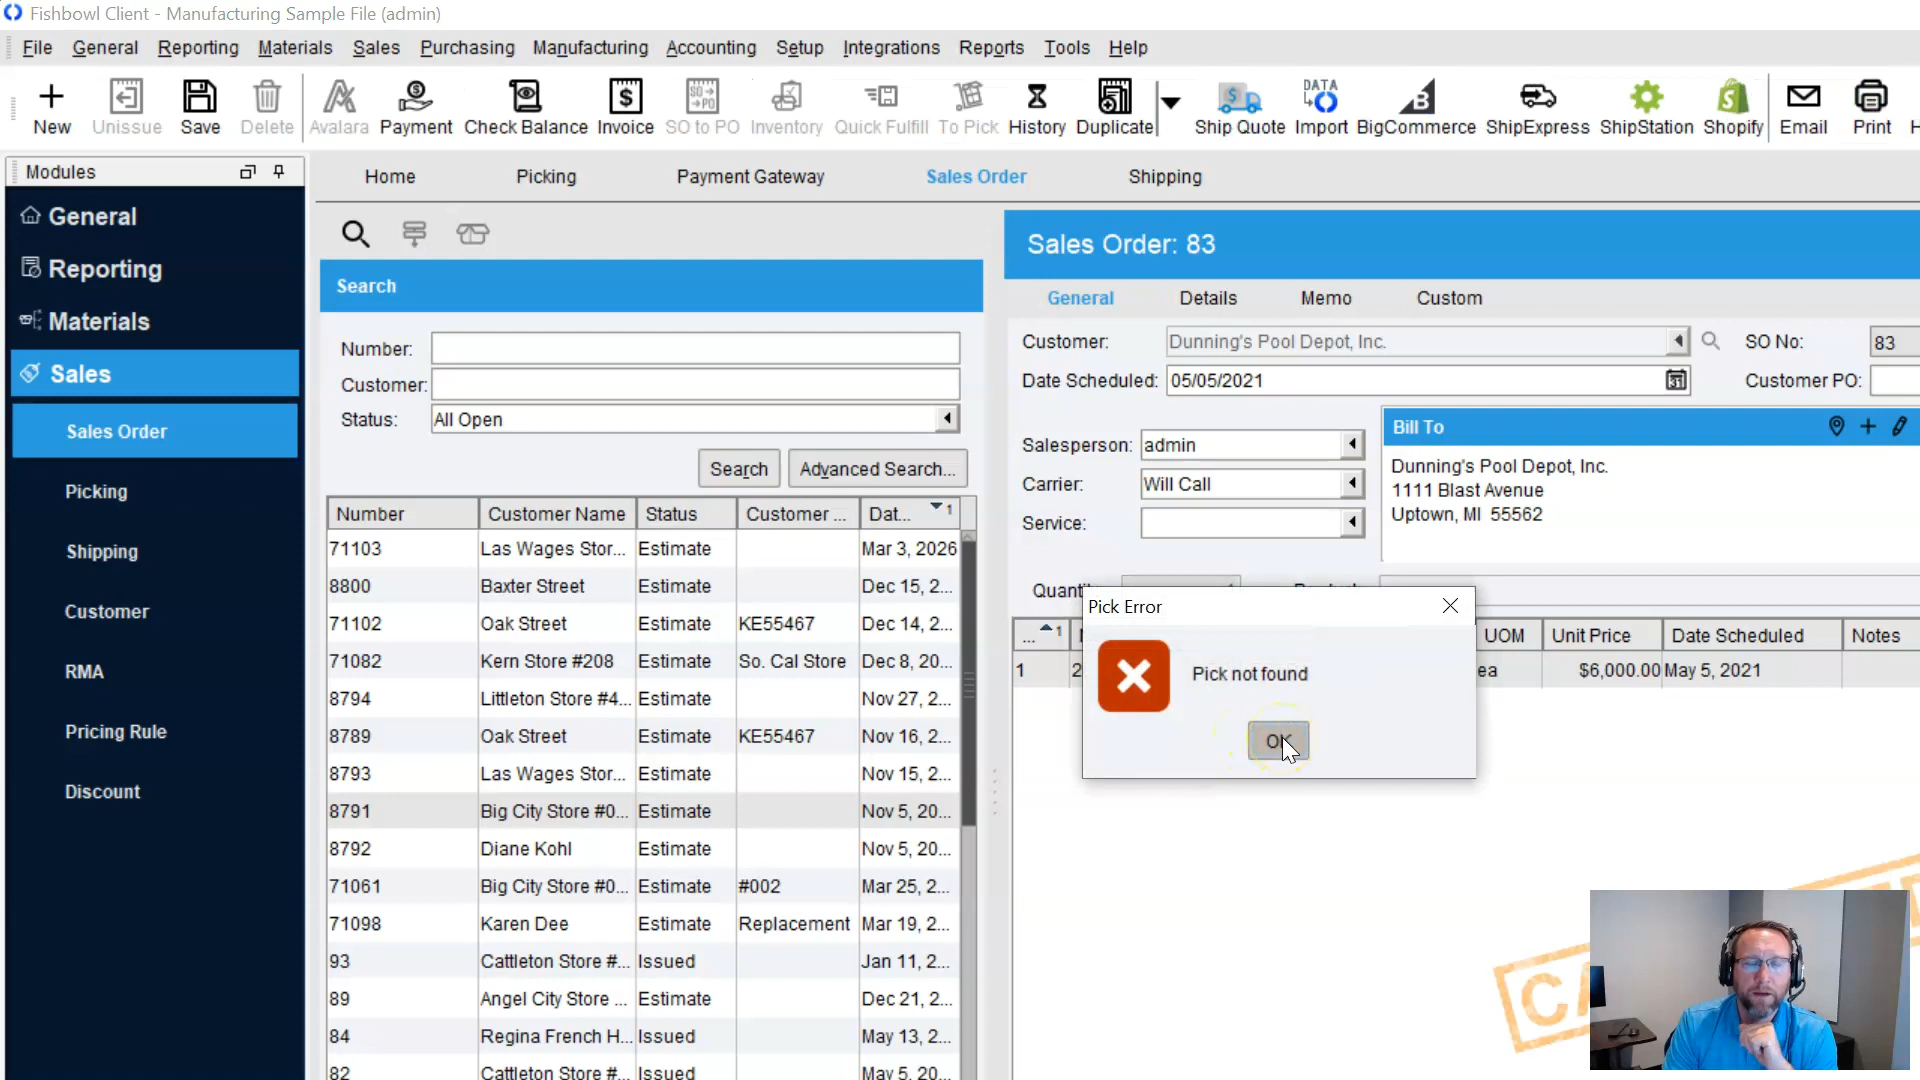 Fishbowl Client - Manufacturing Sample File (admin)
File General Reporting Materials Sales Purchasing Manufacturing Accounting Setup Integrations Reports Tools Help
New Unissue Save Delete Avalara Payment Check Balance Invoice SO to PO Inventory Quick Fulfill To Pick History Duplicate Ship Quote Import BigCommerce ShipExpress ShipStation Shopify Email Print H
Modules
Home Picking Payment Gateway Sales Order Shipping
General
Reporting
Materials
Sales
Sales Order
Picking
Shipping
Customer
RMA
Pricing Rule
Discount
Search
Number:
Customer:
Status: All Open
Search Advanced Search...
Number Customer Name Status Customer ... Dat... 1
71103 Las Wages Stor... Estimate Mar 3, 2026
8800 Baxter Street Estimate Dec 15, 2...
71102 Oak Street Estimate KE55467 Dec 14, 2...
71082 Kern Store #208 Estimate So. Cal Store Dec 8, 20...
8794 Littleton Store #4... Estimate Nov 27, 2...
8789 Oak Street Estimate KE55467 Nov 16, 2...
8793 Las Wages Stor... Estimate Nov 15, 2...
8791 Big City Store #0... Estimate Nov 5, 20...
8792 Diane Kohl Estimate Nov 5, 20...
71061 Big City Store #0... Estimate #002 Mar 25, 2...
71098 Karen Dee Estimate Replacement Mar 19, 2...
93 Cattleton Store #... Issued Jan 11, 2...
89 Angel City Store ... Estimate Dec 21, 2...
84 Regina French H... Issued May 13, 2...
82 Cattleton Store #... Issued May 5, 20...
Sales Order: 83
General Details Memo Custom
Customer: Dunning's Pool Depot, Inc. SO No: 83
Date Scheduled: 05/05/2021 Customer PO:
Salesperson: admin
Carrier: Will Call
Service:
Bill To
Dunning's Pool Depot, Inc.
1111 Blast Avenue
Uptown, MI 55562
... 1 UOM Unit Price Date Scheduled Notes
1 2 ea $6,000.00 May 5, 2021
Pick Error
Pick not found
OK